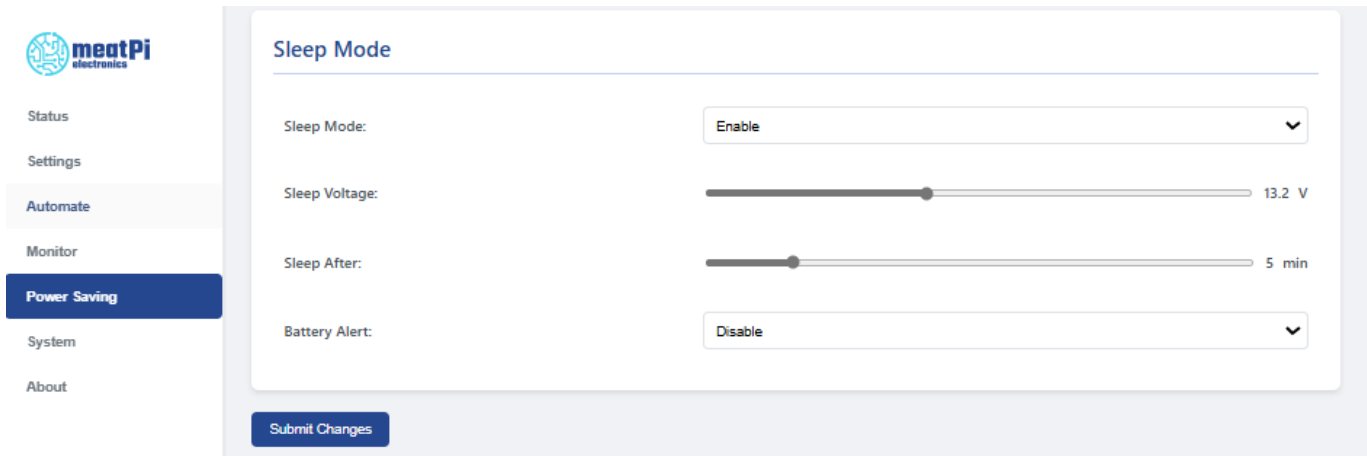 meatPi
electronics
Status
Settings
Automate
Monitor
Power Saving
System
About
Sleep Mode
Sleep Mode:
Enable
Sleep Voltage:
13.2 V
Sleep After:
5 min
Battery Alert:
Disable
Submit Changes